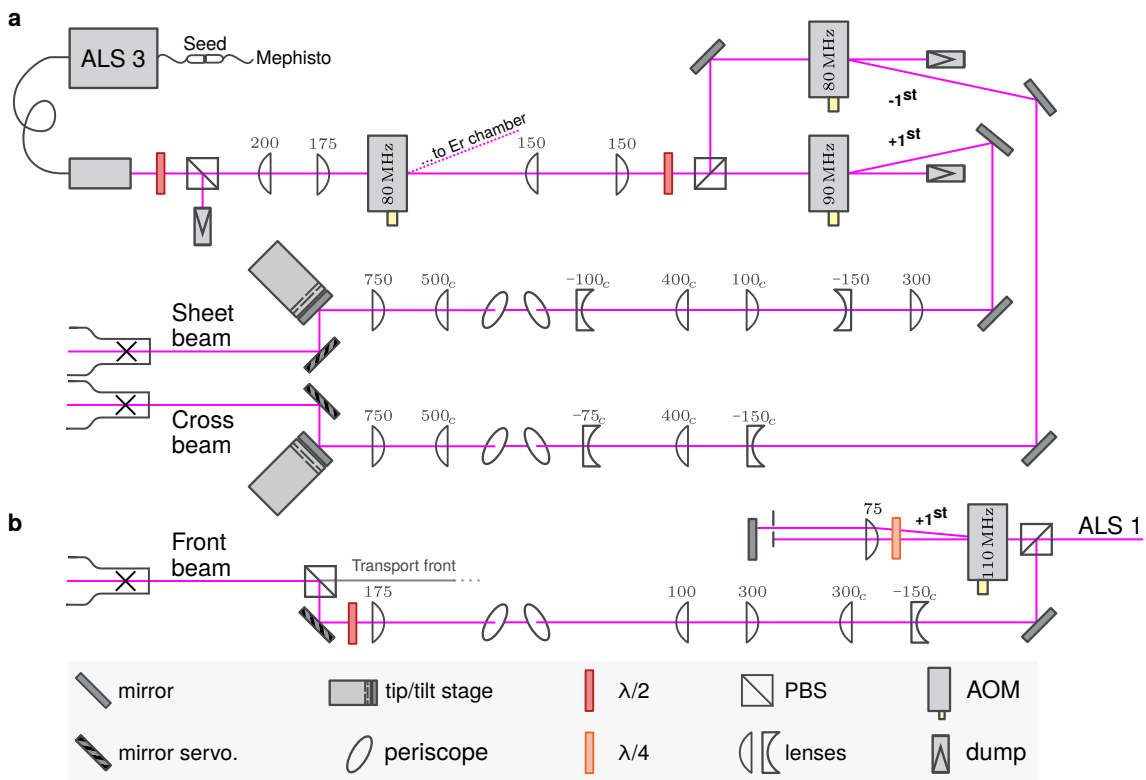 a
ALS 3
Seed
Mephisto
80 MHz
-1st
200
175
80 MHz
...to Er chamber
150
150
90 MHz
+1st
750
500c
−100c
400c
100c
−150
300
Sheet
beam
Cross
beam
750
500c
−75c
400c
−150c
b
Front
beam
Transport front
75
+1st
110 MHz
ALS 1
175
100
300
300c
−150c
mirror
tip/tilt stage
λ/2
PBS
AOM
mirror servo.
periscope
λ/4
lenses
dump